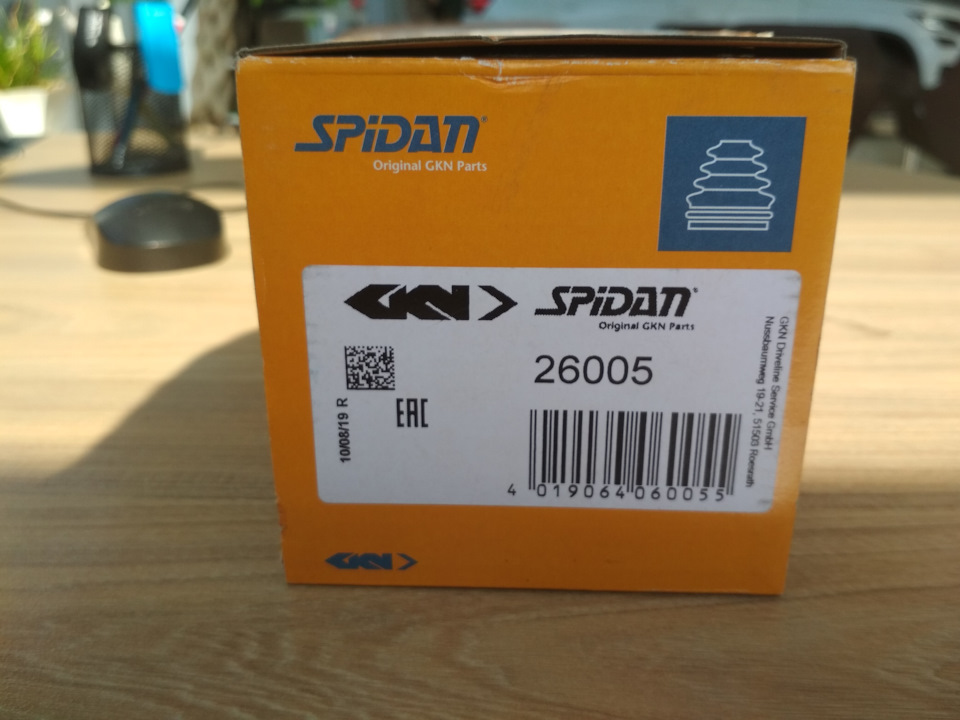 SPiDAN®
Original GKN Parts
GKN
SPiDAN®
Original GKN Parts
26005
EAC
10/08/19 R
4 019064 060055
GKN Driveline Service GmbH
Nussbaumweg 19-21, 51503 Roesrath
GKN